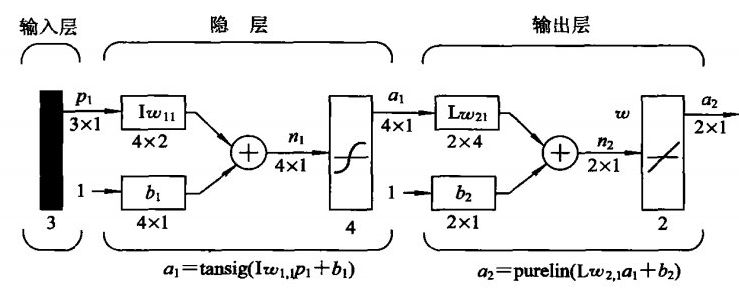 输入层 隐 层 输出层
p1 Iw11 n1 a1 Lw21 n2 w a2
3×1 4×2 4×1 4×1 2×4 2×1 2×1
1 b1 1 b2
3 4×1 4 2×1 2
a1=tansig(Iw1,1p1+b1) a2=purelin(Lw2,1a1+b2)